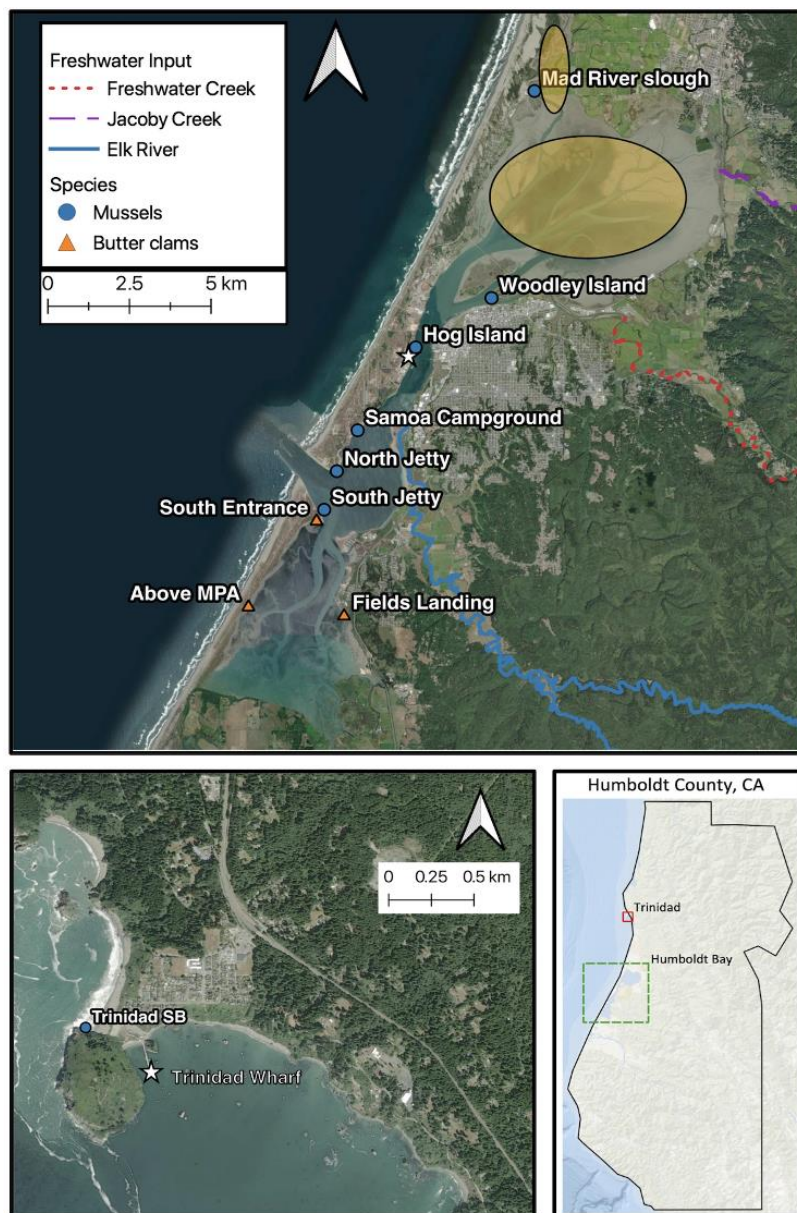 Freshwater Input
Freshwater Creek
Jacoby Creek
Elk River
Species
Mussels
Butter clams
0 2.5 5 km
Mad River slough
Woodley Island
Hog Island
Samoa Campground
North Jetty
South Jetty
South Entrance
Above MPA
Fields Landing
0 0.25 0.5 km
Trinidad SB
Trinidad Wharf
Humboldt County, CA
Trinidad
Humboldt Bay